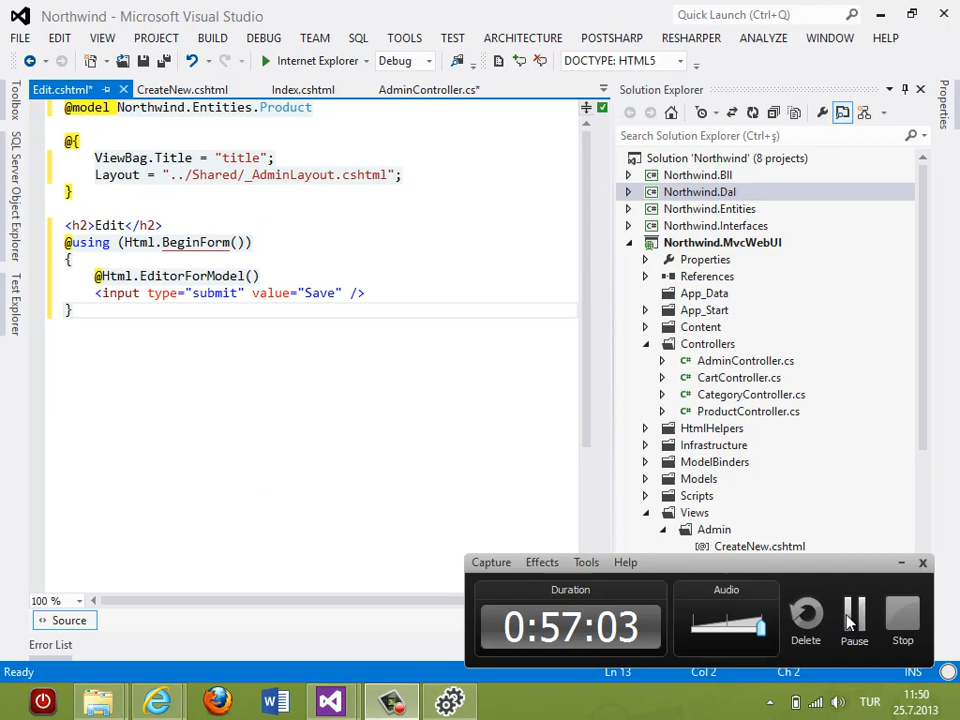 Northwind - Microsoft Visual Studio
Quick Launch (Ctrl+Q)
FILE EDIT VIEW PROJECT BUILD DEBUG TEAM SQL TOOLS TEST ARCHITECTURE POSTSHARP RESHARPER ANALYZE WINDOW HELP
Internet Explorer Debug DOCTYPE: HTML5
Toolbox
SQL Server Object Explorer
Test Explorer
Edit.cshtml* CreateNew.cshtml Index.cshtml AdminController.cs*
@model Northwind.Entities.Product
@{
ViewBag.Title = "title";
Layout = "../Shared/_AdminLayout.cshtml";
}
<h2>Edit</h2>
@using (Html.BeginForm())
{
@Html.EditorForModel()
<input type="submit" value="Save" />
}
100 %
Source
Error List
Solution Explorer
Search Solution Explorer (Ctrl+ş)
Solution 'Northwind' (8 projects)
Northwind.Bll
Northwind.Dal
Northwind.Entities
Northwind.Interfaces
Northwind.MvcWebUI
Properties
References
App_Data
App_Start
Content
Controllers
AdminController.cs
CartController.cs
CategoryController.cs
ProductController.cs
HtmlHelpers
Infrastructure
ModelBinders
Models
Scripts
Views
Admin
CreateNew.cshtml
Properties
Capture Effects Tools Help
Duration
0:57:03
Audio
Delete
Pause
Stop
Ready Ln 13 Col 2 Ch 2 INS
TUR
11:50
25.7.2013